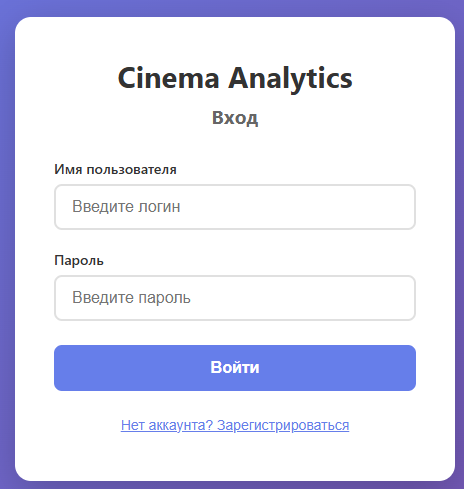 Cinema Analytics
Вход
Имя пользователя
Введите логин
Пароль
Введите пароль
Войти
Нет аккаунта? Зарегистрироваться